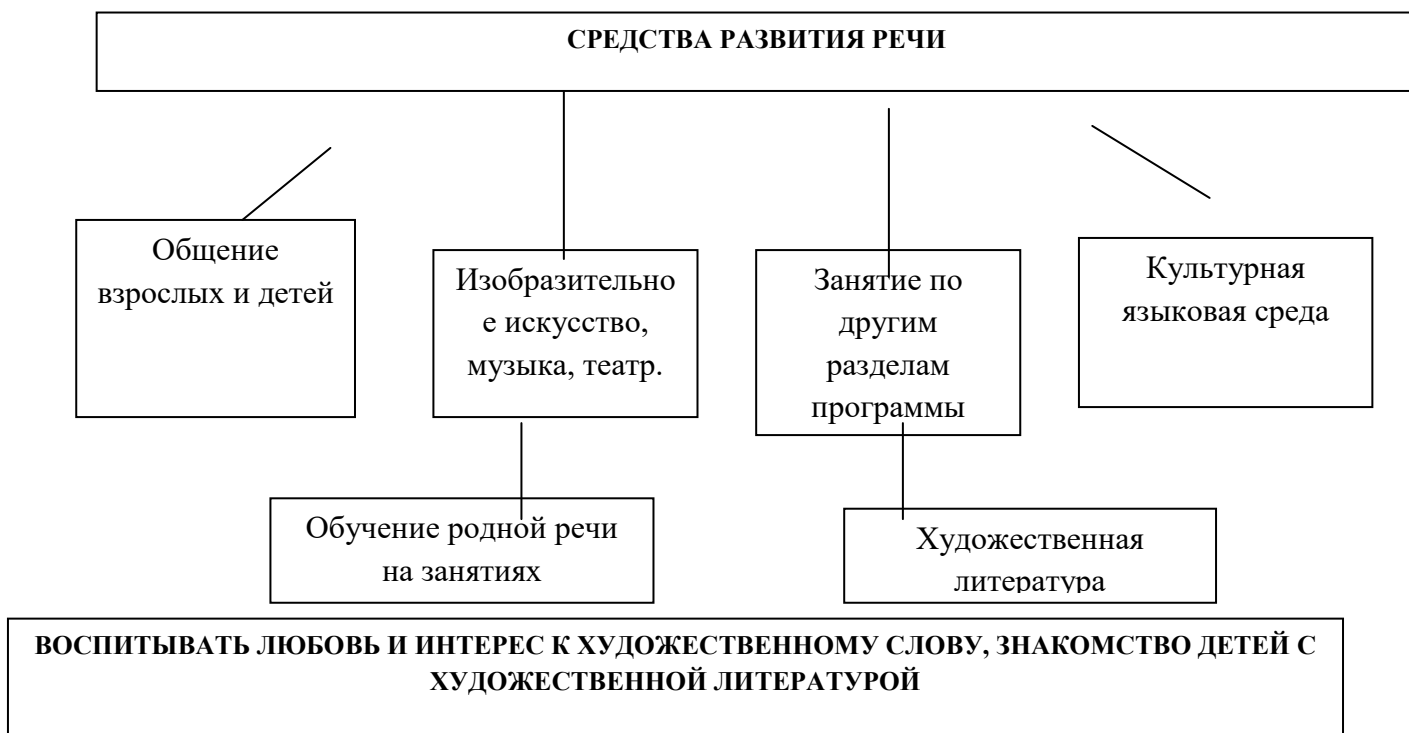 СРЕДСТВА РАЗВИТИЯ РЕЧИ
Общение
взрослых и детей
Изобразительно
е искусство,
музыка, театр.
Занятие по
другим
разделам
программы
Культурная
языковая среда
Обучение родной речи
на занятиях
Художественная
литература
ВОСПИТЫВАТЬ ЛЮБОВЬ И ИНТЕРЕС К ХУДОЖЕСТВЕННОМУ СЛОВУ, ЗНАКОМСТВО ДЕТЕЙ С
ХУДОЖЕСТВЕННОЙ ЛИТЕРАТУРОЙ